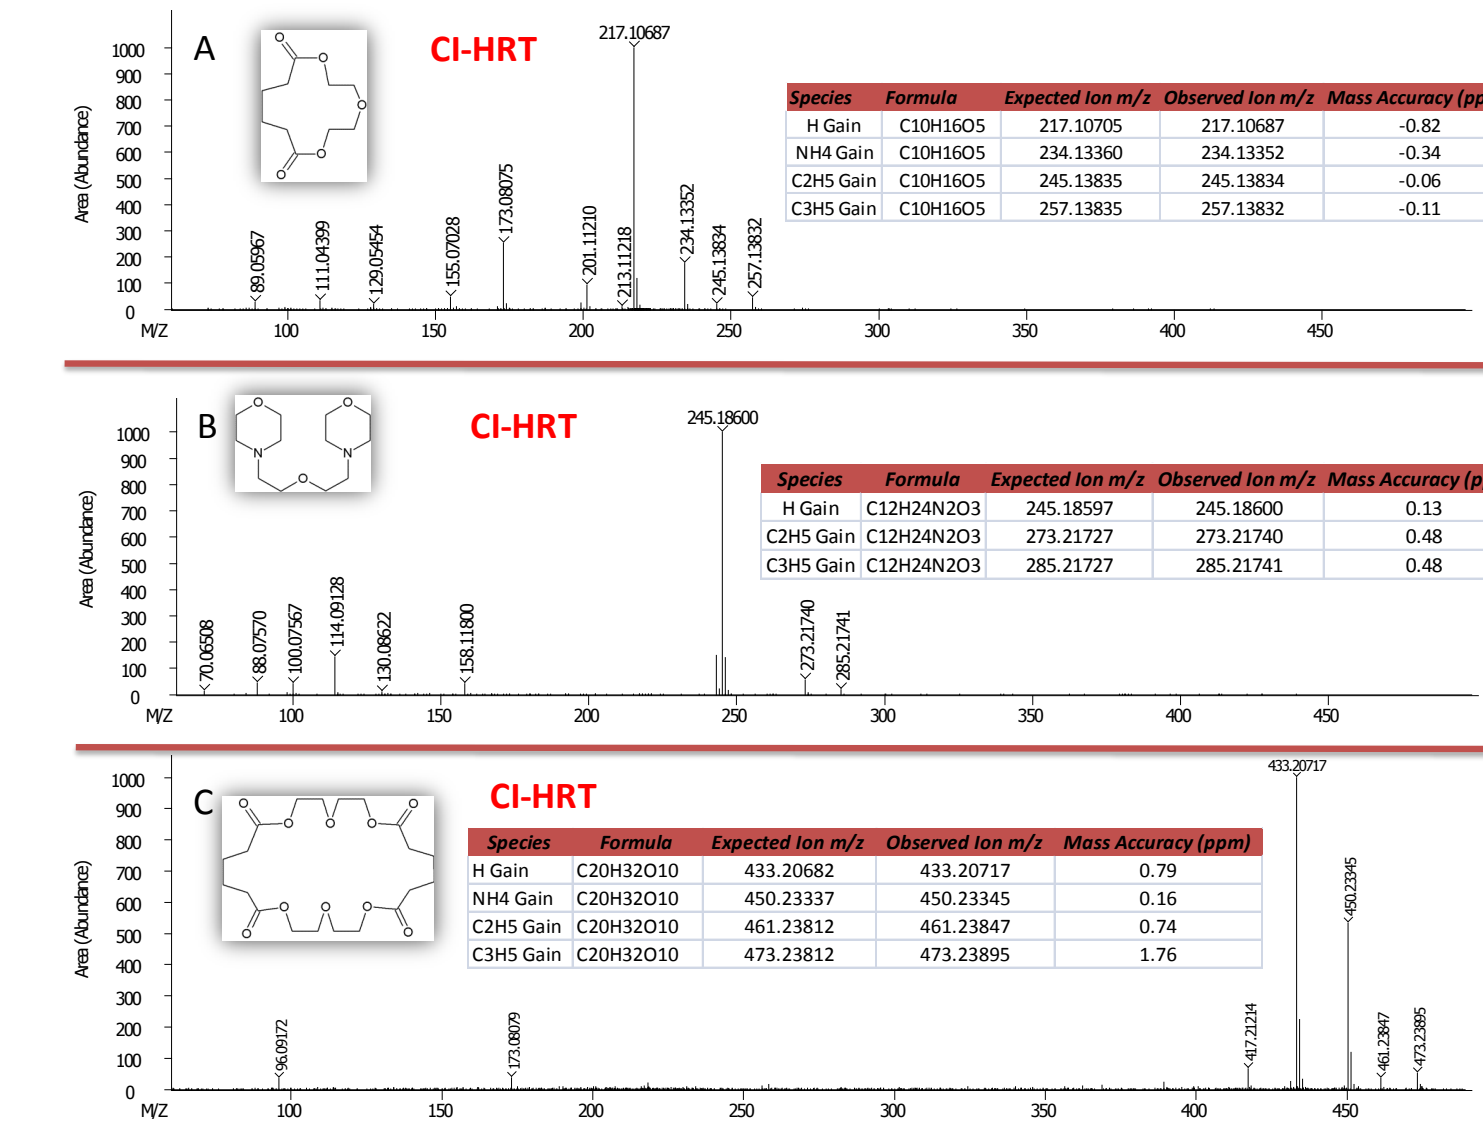 A
CI-HRT
217.10687
Species Formula Expected Ion m/z Observed Ion m/z Mass Accuracy (pp
H Gain C10H16O5 217.10705 217.10687 -0.82
NH4 Gain C10H16O5 234.13360 234.13352 -0.34
C2H5 Gain C10H16O5 245.13835 245.13834 -0.06
C3H5 Gain C10H16O5 257.13835 257.13832 -0.11
Area (Abundance)
1000
900
800
700
600
500
400
300
200
100
0
89.05967
111.04399
129.05454
155.07028
173.08075
201.11210
213.11218
234.13352
245.13834
257.13832
O
O
O
O
O
M/Z 100 150 200 250 300 350 400 450
B
CI-HRT
245.18600
Species Formula Expected Ion m/z Observed Ion m/z Mass Accuracy (p
H Gain C12H24N2O3 245.18597 245.18600 0.13
C2H5 Gain C12H24N2O3 273.21727 273.21740 0.48
C3H5 Gain C12H24N2O3 285.21727 285.21741 0.48
Area (Abundance)
1000
900
800
700
600
500
400
300
200
100
0
70.06508
88.07570
100.07567
114.09128
130.08622
158.11800
273.21740
285.21741
O O
N N
O
M/Z 100 150 200 250 300 350 400 450
C
CI-HRT
433.20717
Species Formula Expected Ion m/z Observed Ion m/z Mass Accuracy (ppm)
H Gain C20H32O10 433.20682 433.20717 0.79
NH4 Gain C20H32O10 450.23337 450.23345 0.16
C2H5 Gain C20H32O10 461.23812 461.23847 0.74
C3H5 Gain C20H32O10 473.23812 473.23895 1.76
Area (Abundance)
1000
900
800
700
600
500
400
300
200
100
0
96.09172
173.08079
417.21214
450.23345
461.23847
473.23895
O O
O O O
O O O
O O
M/Z 100 150 200 250 300 350 400 450